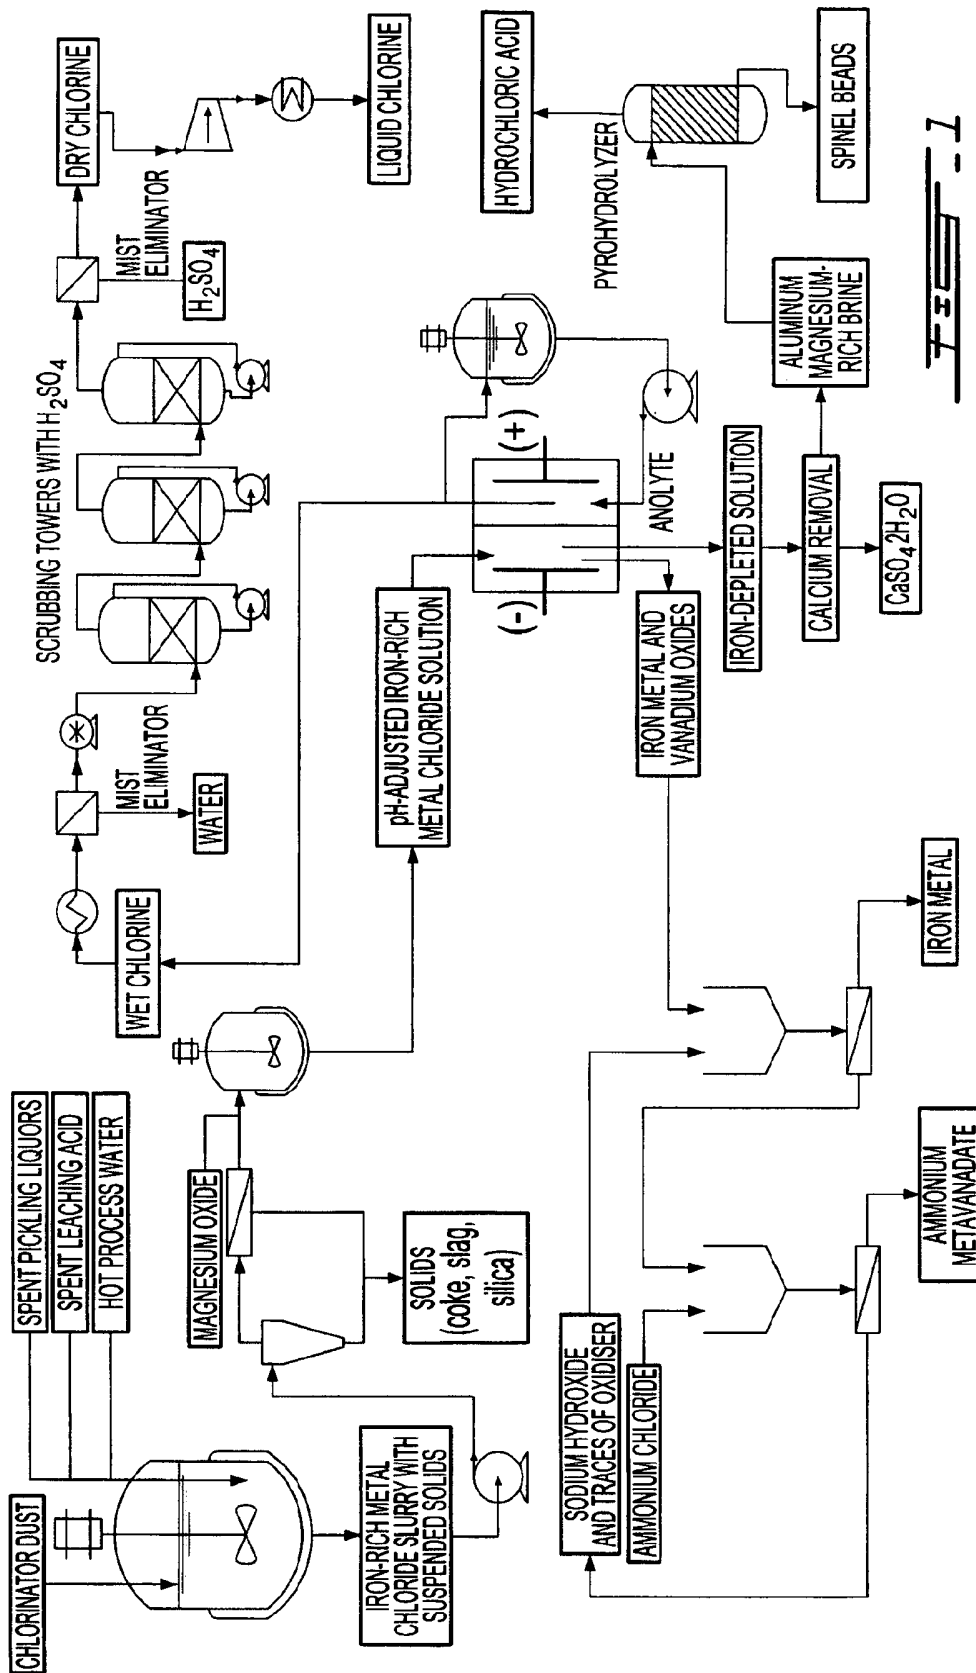 CHLORINATOR DUST
SPENT PICKLING LIQUORS
SPENT LEACHING ACID
HOT PROCESS WATER
IRON-RICH METAL
CHLORIDE SLURRY WITH
SUSPENDED SOLIDS
MAGNESIUM OXIDE
SOLIDS
(coke, slag,
silica)
WET CHLORINE
MIST
ELIMINATOR
WATER
SCRUBBING TOWERS WITH H₂SO₄
MIST
ELIMINATOR
H₂SO₄
DRY CHLORINE
LIQUID CHLORINE
pH-ADJUSTED IRON-RICH
METAL CHLORIDE SOLUTION
(-)
(+)
ANOLYTE
IRON METAL AND
VANADIUM OXIDES
IRON-DEPLETED SOLUTION
CALCIUM REMOVAL
CaSO₄2H₂O
ALUMINUM
MAGNESIUM-
RICH BRINE
PYROHYDROLYZER
HYDROCHLORIC ACID
SPINEL BEADS
SODIUM HYDROXIDE
AND TRACES OF OXIDISER
AMMONIUM CHLORIDE
AMMONIUM
METAVANADATE
IRON METAL
FIG. 1